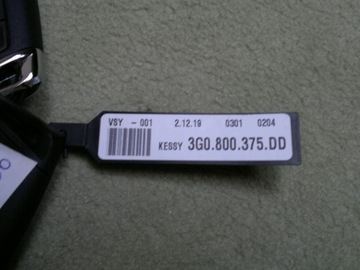 VSY - 001 2.12.19 0301 0204
KESSY 3G0.800.375.DD